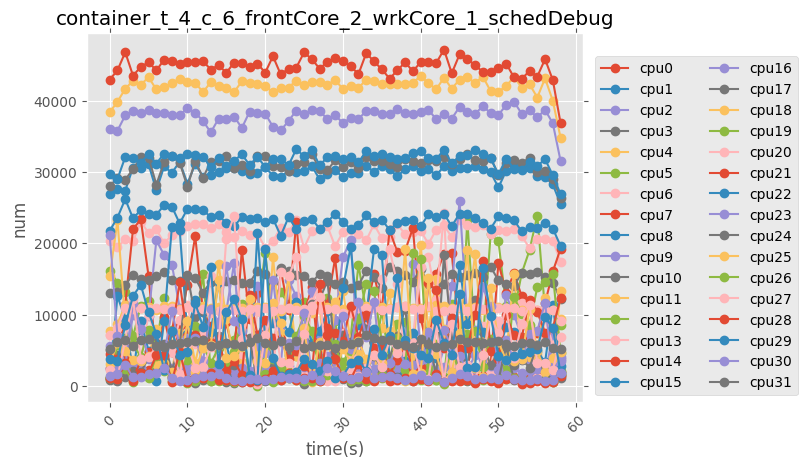 container_t_4_c_6_frontCore_2_wrkCore_1_schedDebug
num
40000
30000
20000
10000
0
0
10
20
30
40
50
60
time(s)
cpu0
cpu1
cpu2
cpu3
cpu4
cpu5
cpu6
cpu7
cpu8
cpu9
cpu10
cpu11
cpu12
cpu13
cpu14
cpu15
cpu16
cpu17
cpu18
cpu19
cpu20
cpu21
cpu22
cpu23
cpu24
cpu25
cpu26
cpu27
cpu28
cpu29
cpu30
cpu31